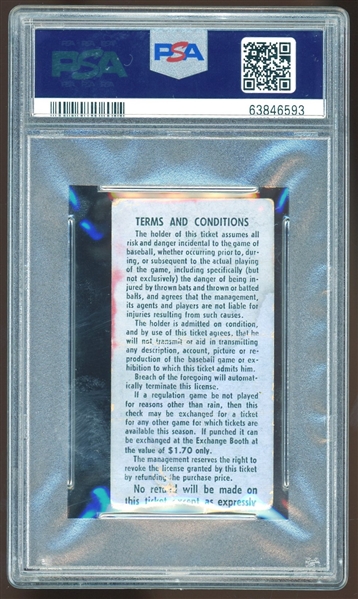 PSA
PSA
63846593
TERMS AND CONDITIONS
The holder of this ticket assumes all
risk and danger incidental to the game of
baseball, whether occurring prior to, dur-
ing, or subsequent to the actual playing
of the game, including specifically (but
not exclusively) the danger of being in-
jured by thrown bats and thrown or batted
balls, and agrees that the management,
its agents and players are not liable for
injuries resulting from such causes.
The holder is admitted on condition,
and by use of this ticket agrees, that he
will not transmit or aid in transmitting
any description, account, picture or re-
production of the baseball game or ex-
hibition to which this ticket admits him.
Breach of the foregoing will automat-
ically terminate this license.
If a regulation game be not played
for reasons other than rain, then this
check may be exchanged for a ticket
for any other game for which tickets are
available this season. If punched it can
be exchanged at the Exchange Booth at
the value of $1.70 only.
The management reserves the right to
revoke the license granted by this ticket
by refunding the purchase price.
No refund will be made on
this ticket except as expressly